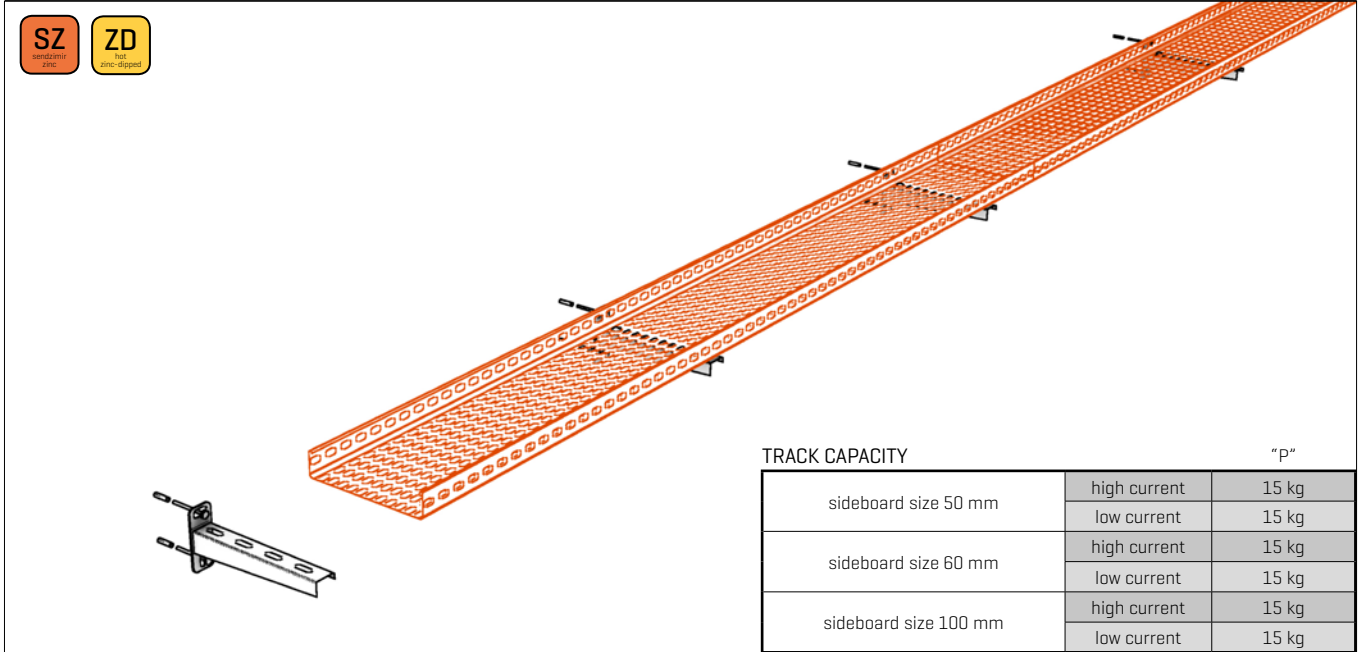 SZ
sendzimir
zinc
ZD
hot
zinc-dipped
TRACK CAPACITY "P"
sideboard size 50 mm high current 15 kg
low current 15 kg
sideboard size 60 mm high current 15 kg
low current 15 kg
sideboard size 100 mm high current 15 kg
low current 15 kg